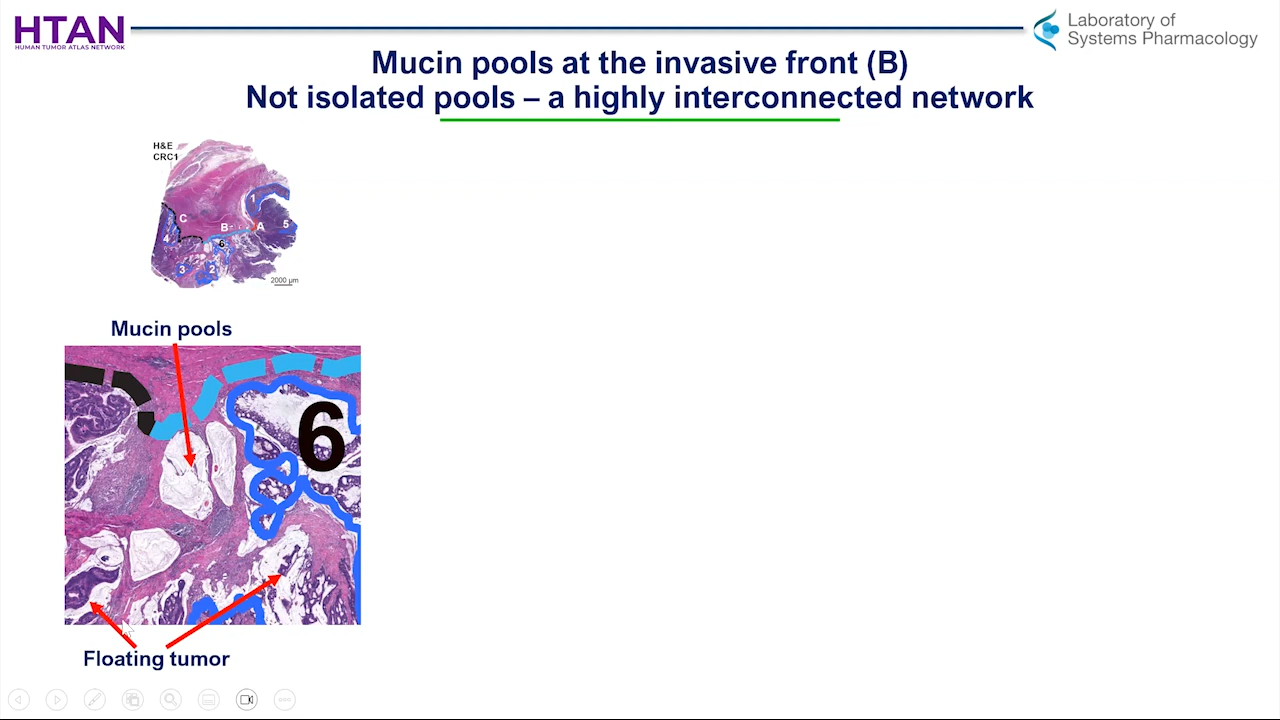 HTAN
HUMAN TUMOR ATLAS NETWORK
Laboratory of
Systems Pharmacology
Mucin pools at the invasive front (B)
Not isolated pools – a highly interconnected network
H&E
CRC1
1
C
B
A
5
4
6
3
2
2000 μm
Mucin pools
6
Floating tumor